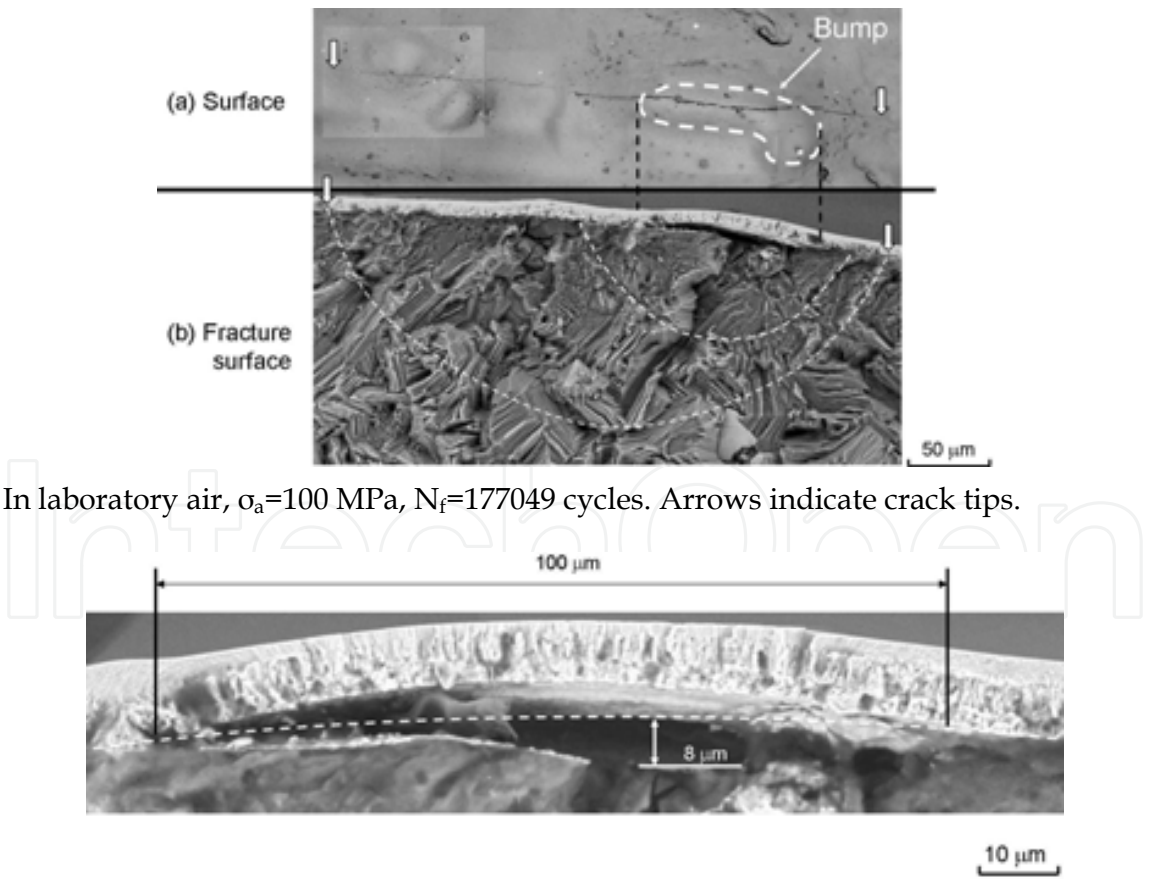 Bump
(a) Surface
(b) Fracture
surface
50 μm
In laboratory air, σa=100 MPa, Nf=177049 cycles. Arrows indicate crack tips.
IntechOpen
100 μm
8 μm
10 μm